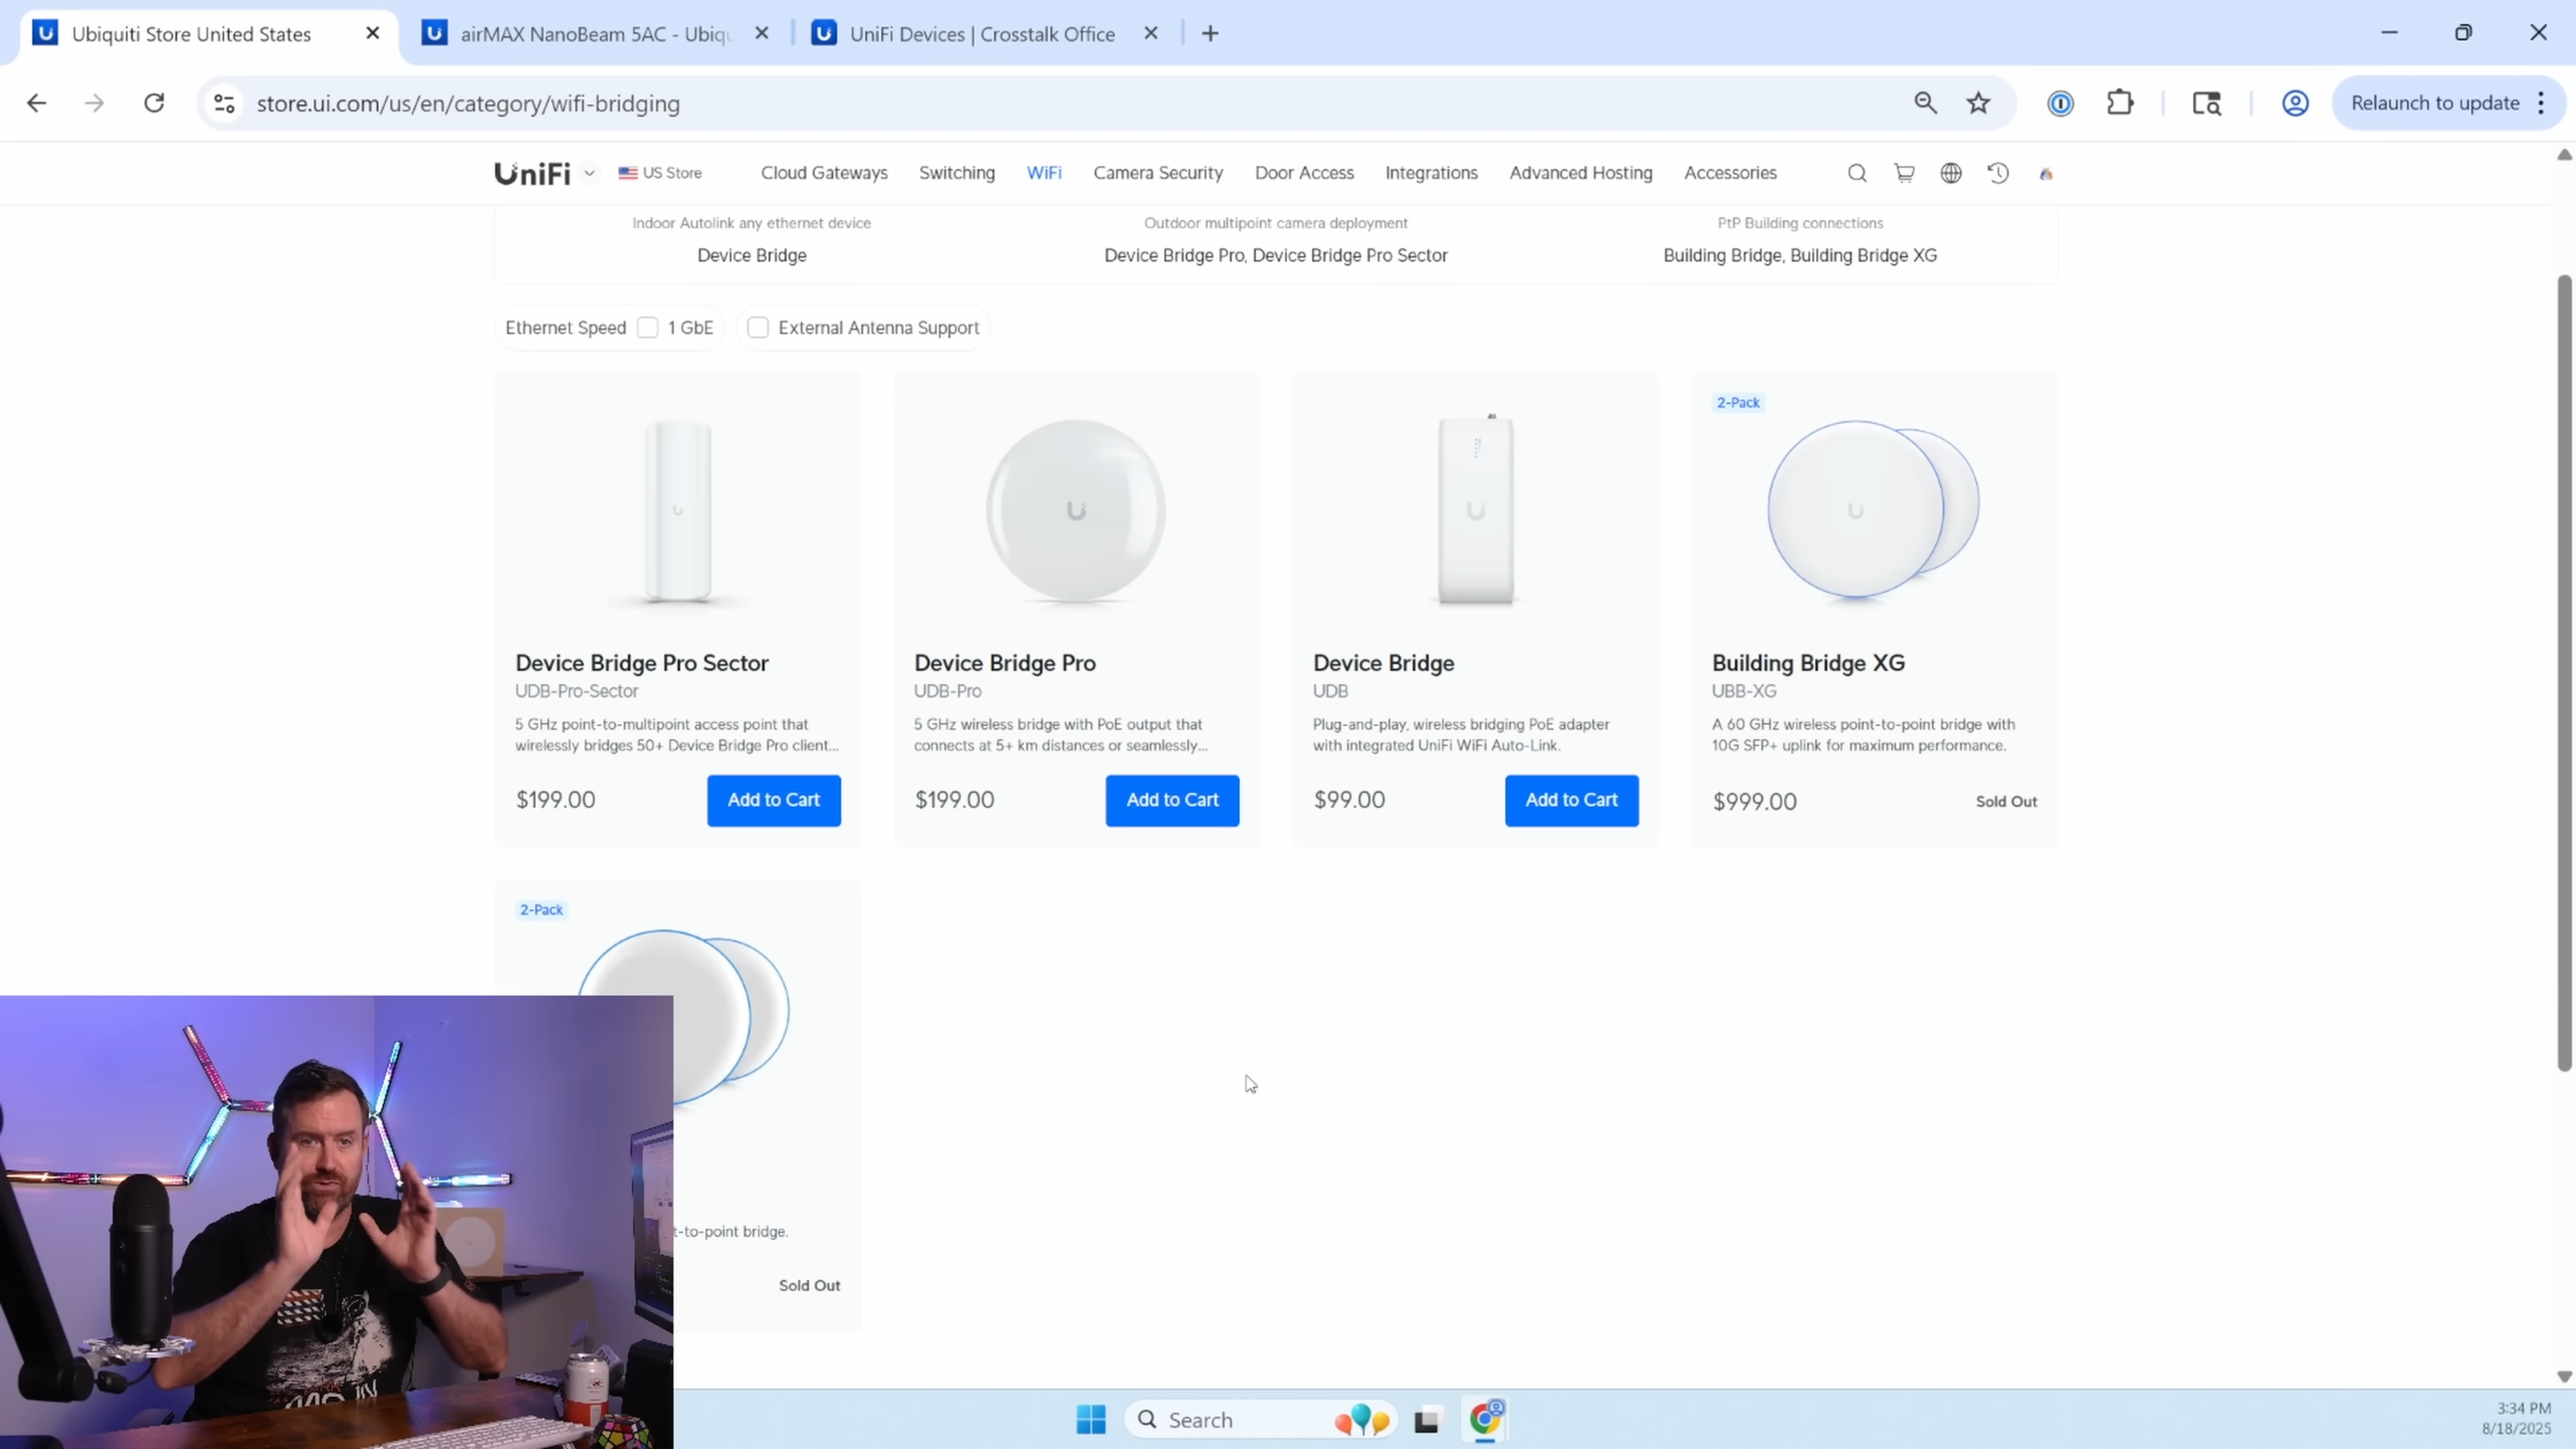 Ubiquiti Store United States
airMAX NanoBeam 5AC - Ubiqu
UniFi Devices | Crosstalk Office
store.ui.com/us/en/category/wifi-bridging
Relaunch to update
UniFi
US Store
Cloud Gateways
Switching
WiFi
Camera Security
Door Access
Integrations
Advanced Hosting
Accessories
Indoor Autolink any ethernet device
Device Bridge
Outdoor multipoint camera deployment
Device Bridge Pro, Device Bridge Pro Sector
PtP Building connections
Building Bridge, Building Bridge XG
Ethernet Speed
1 GbE
External Antenna Support
Device Bridge Pro Sector
UDB-Pro-Sector
5 GHz point-to-multipoint access point that
wirelessly bridges 50+ Device Bridge Pro client...
$199.00
Add to Cart
Device Bridge Pro
UDB-Pro
5 GHz wireless bridge with PoE output that
connects at 5+ km distances or seamlessly...
$199.00
Add to Cart
Device Bridge
UDB
Plug-and-play, wireless bridging PoE adapter
with integrated UniFi WiFi Auto-Link.
$99.00
Add to Cart
2-Pack
Building Bridge XG
UBB-XG
A 60 GHz wireless point-to-point bridge with
10G SFP+ uplink for maximum performance.
$999.00
Sold Out
2-Pack
t-to-point bridge.
Sold Out
Search
3:34 PM
8/18/2025